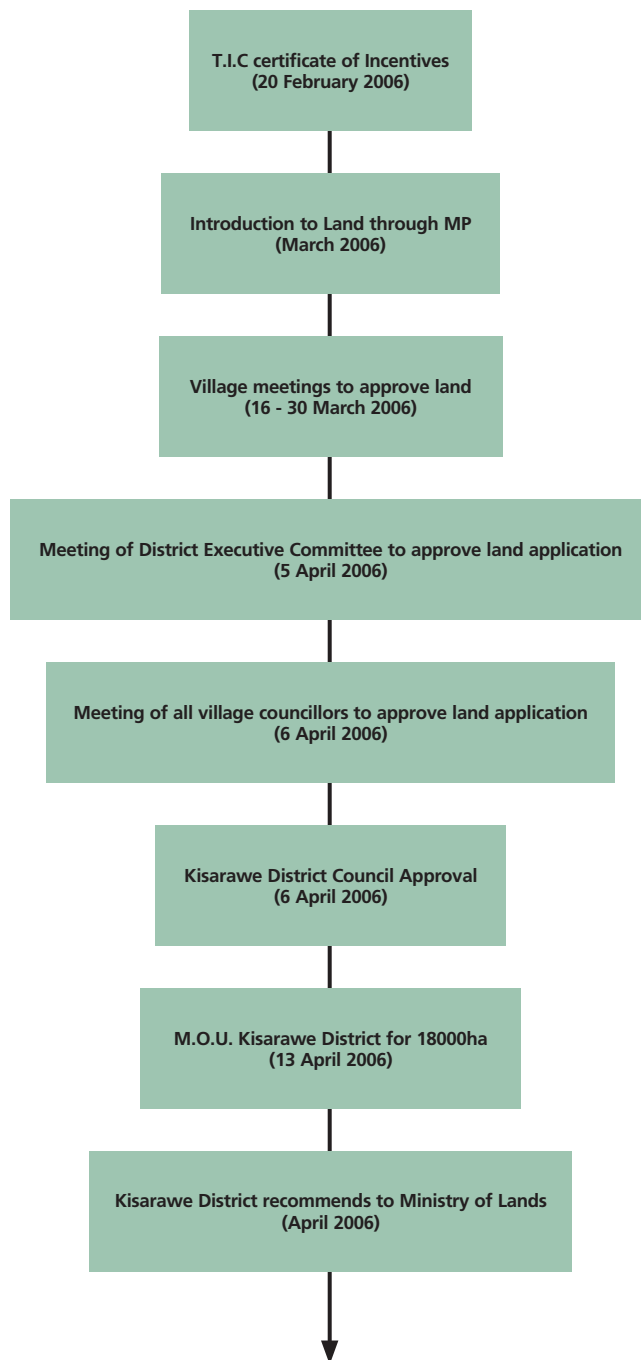 T.I.C certificate of Incentives
(20 February 2006)
Introduction to Land through MP
(March 2006)
Village meetings to approve land
(16 - 30 March 2006)
Meeting of District Executive Committee to approve land application
(5 April 2006)
Meeting of all village councillors to approve land application
(6 April 2006)
Kisarawe District Council Approval
(6 April 2006)
M.O.U. Kisarawe District for 18000ha
(13 April 2006)
Kisarawe District recommends to Ministry of Lands
(April 2006)